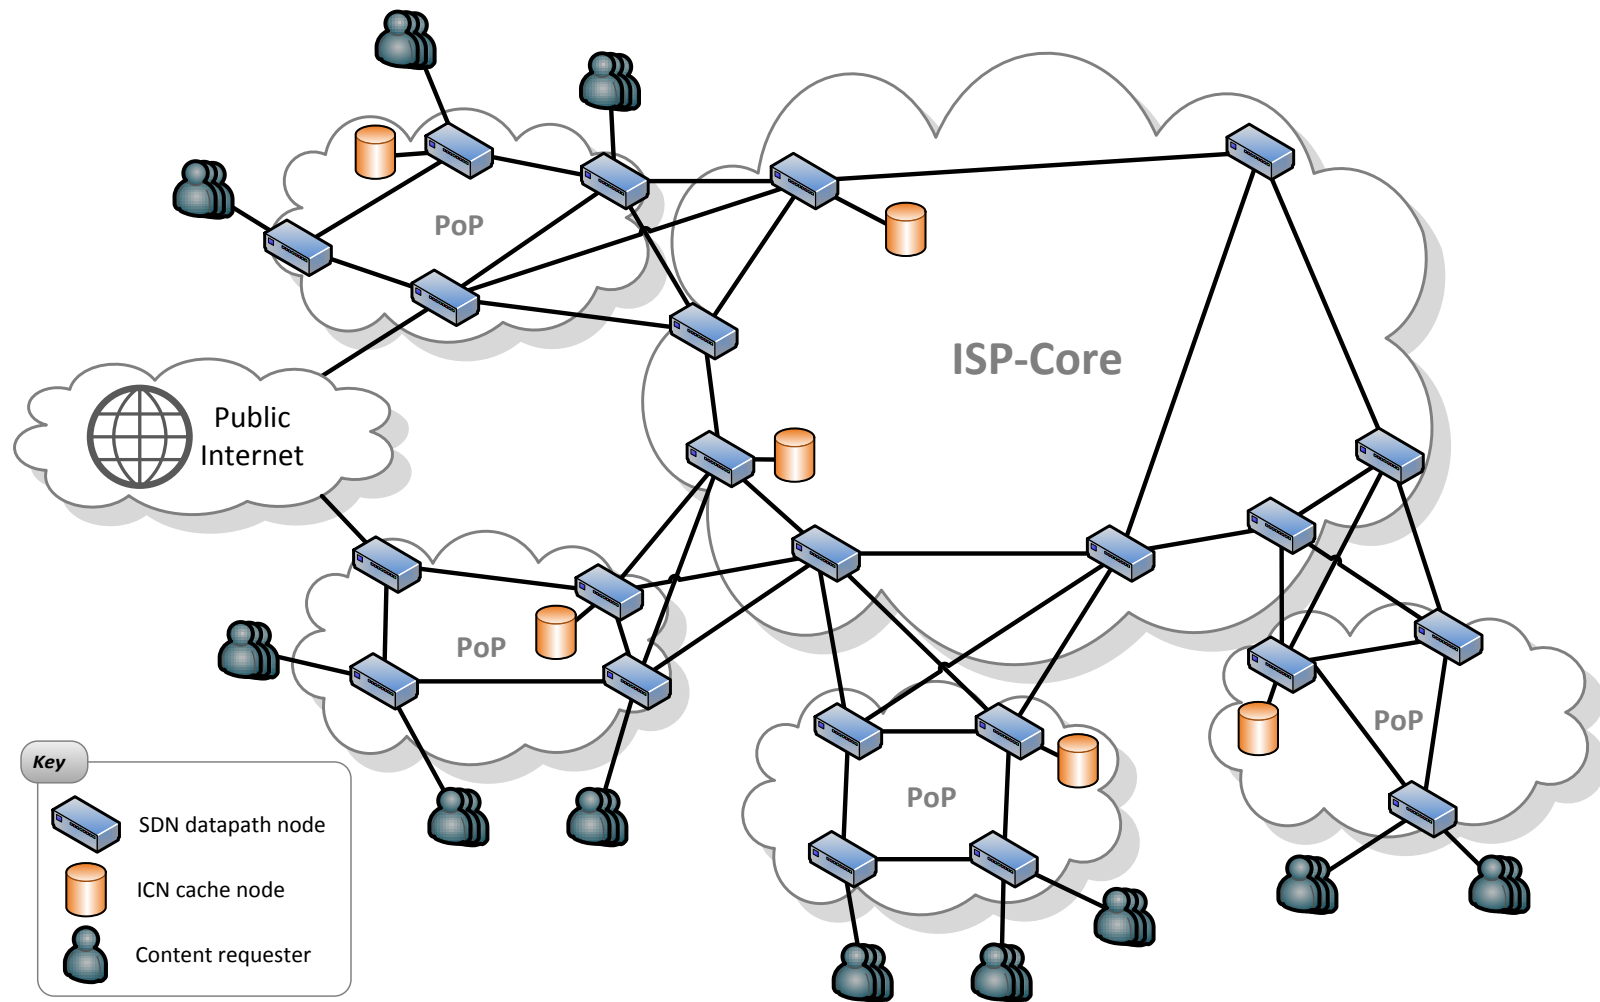 PoP
ISP-Core
Public
Internet
PoP
PoP
PoP
Key
SDN datapath node
ICN cache node
Content requester